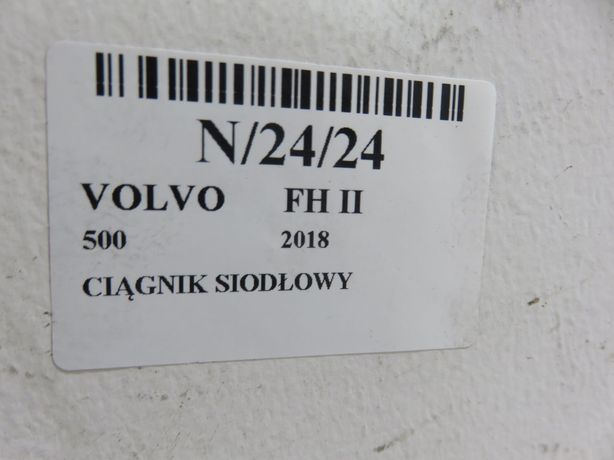 N/24/24
VOLVO FH II
500 2018
CIĄGNIK SIODŁOWY